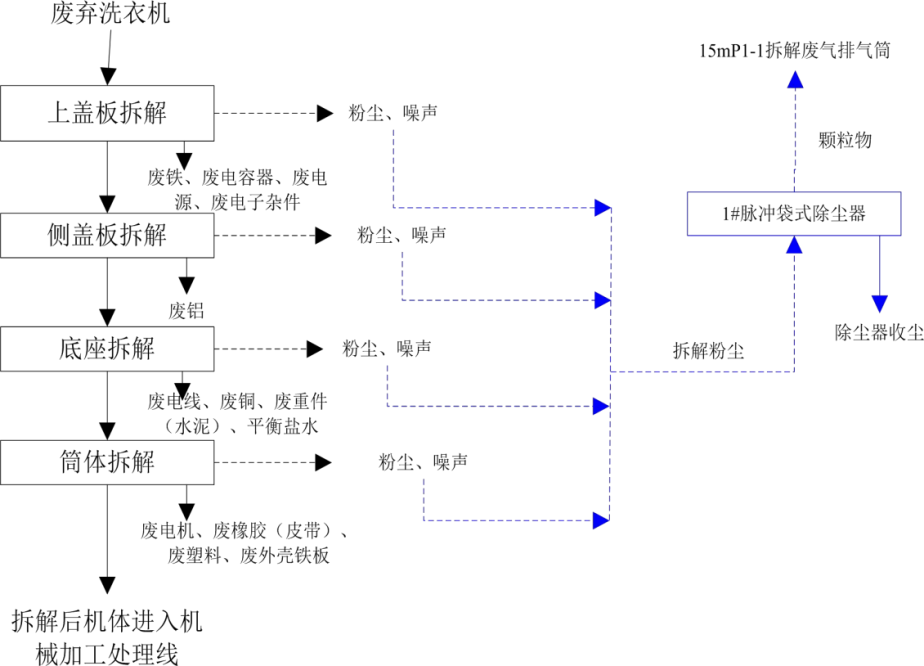 废弃洗衣机
15mP1-1拆解废气排气筒
上盖板拆解
粉尘、噪声
颗粒物
废铁、废电容器、废电
源、废电子杂件
1#脉冲袋式除尘器
侧盖板拆解
粉尘、噪声
废铝
除尘器收尘
底座拆解
粉尘、噪声
拆解粉尘
废电线、废铜、废重件
（水泥）、平衡盐水
筒体拆解
粉尘、噪声
废电机、废橡胶（皮带）、
废塑料、废外壳铁板
拆解后机体进入机
械加工处理线